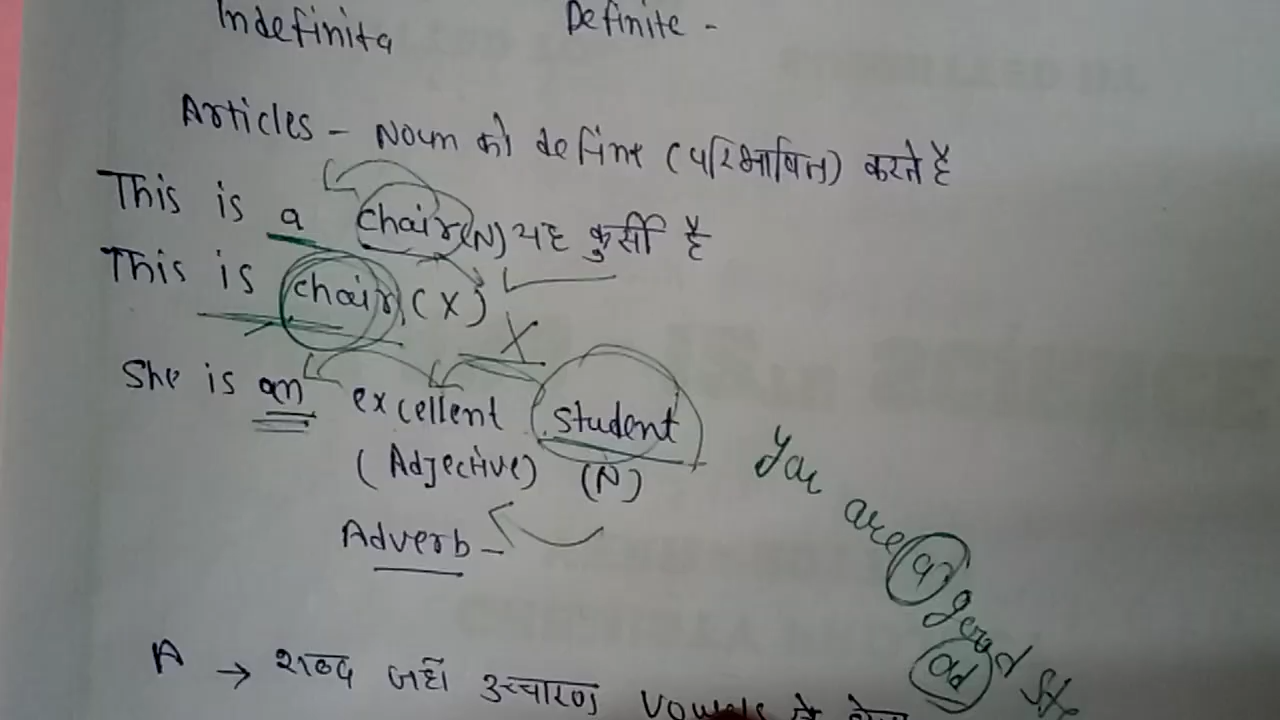 Indefinita Definite -
Articles - Noun को define (परिभाषित) करते है
This is a chair(N) यह कुर्सी है
This is chair (X)
X
She is an excellent student
(Adjective) (N)
Adverb -
You are a good
ad
A → शब्द जहाँ उच्चारण Vowels से